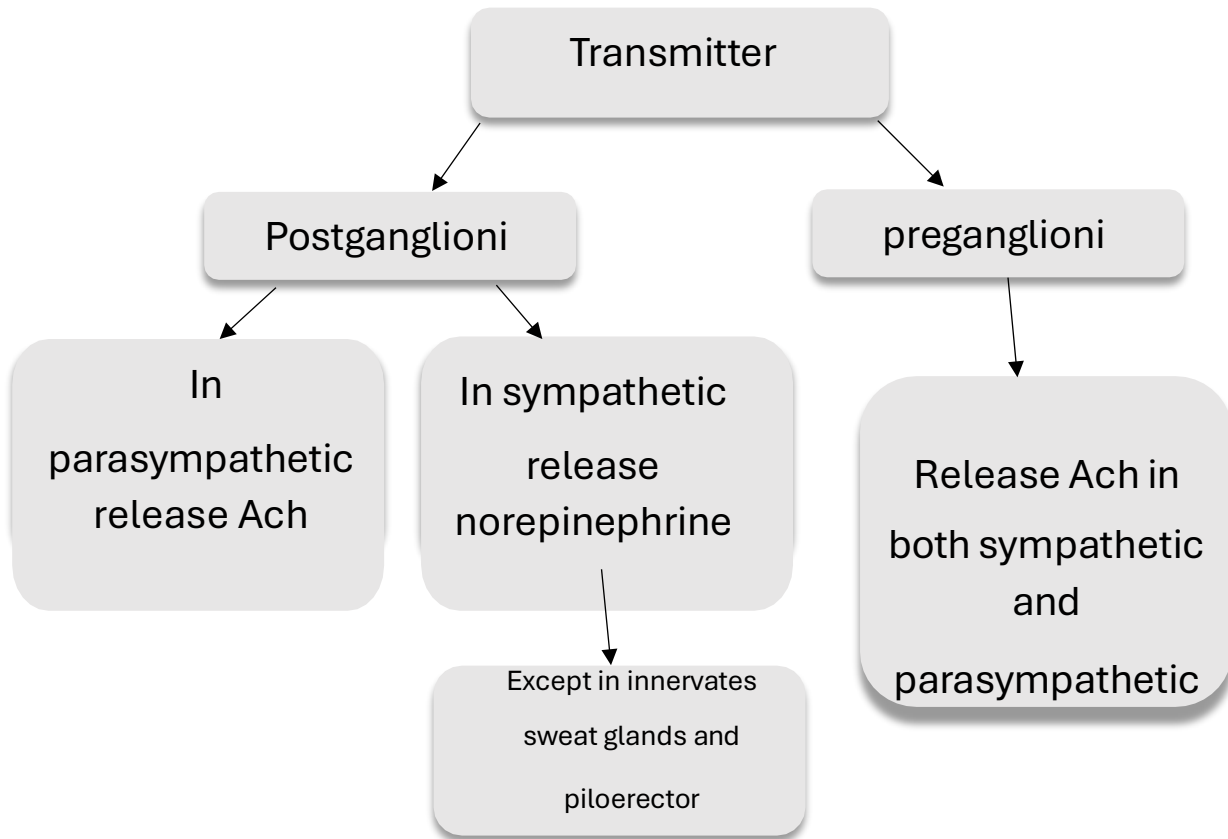 Transmitter
Postganglioni
preganglioni
In
parasympathetic
release Ach
In sympathetic
release
norepinephrine
Release Ach in
both sympathetic
and
parasympathetic
Except in innervates
sweat glands and
piloerector